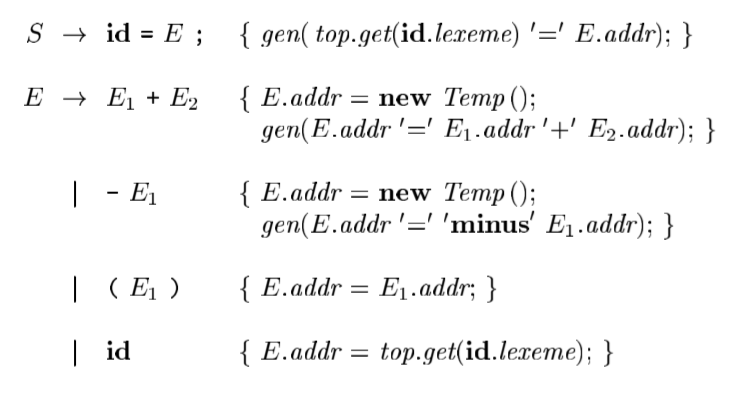 S → id = E ; { gen( top.get(id.lexeme) '=' E.addr); }
E → E₁ + E₂ { E.addr = new Temp();
gen(E.addr '=' E₁.addr '+' E₂.addr); }
| - E₁ { E.addr = new Temp();
gen(E.addr '=' 'minus' E₁.addr); }
| ( E₁ ) { E.addr = E₁.addr; }
| id { E.addr = top.get(id.lexeme); }